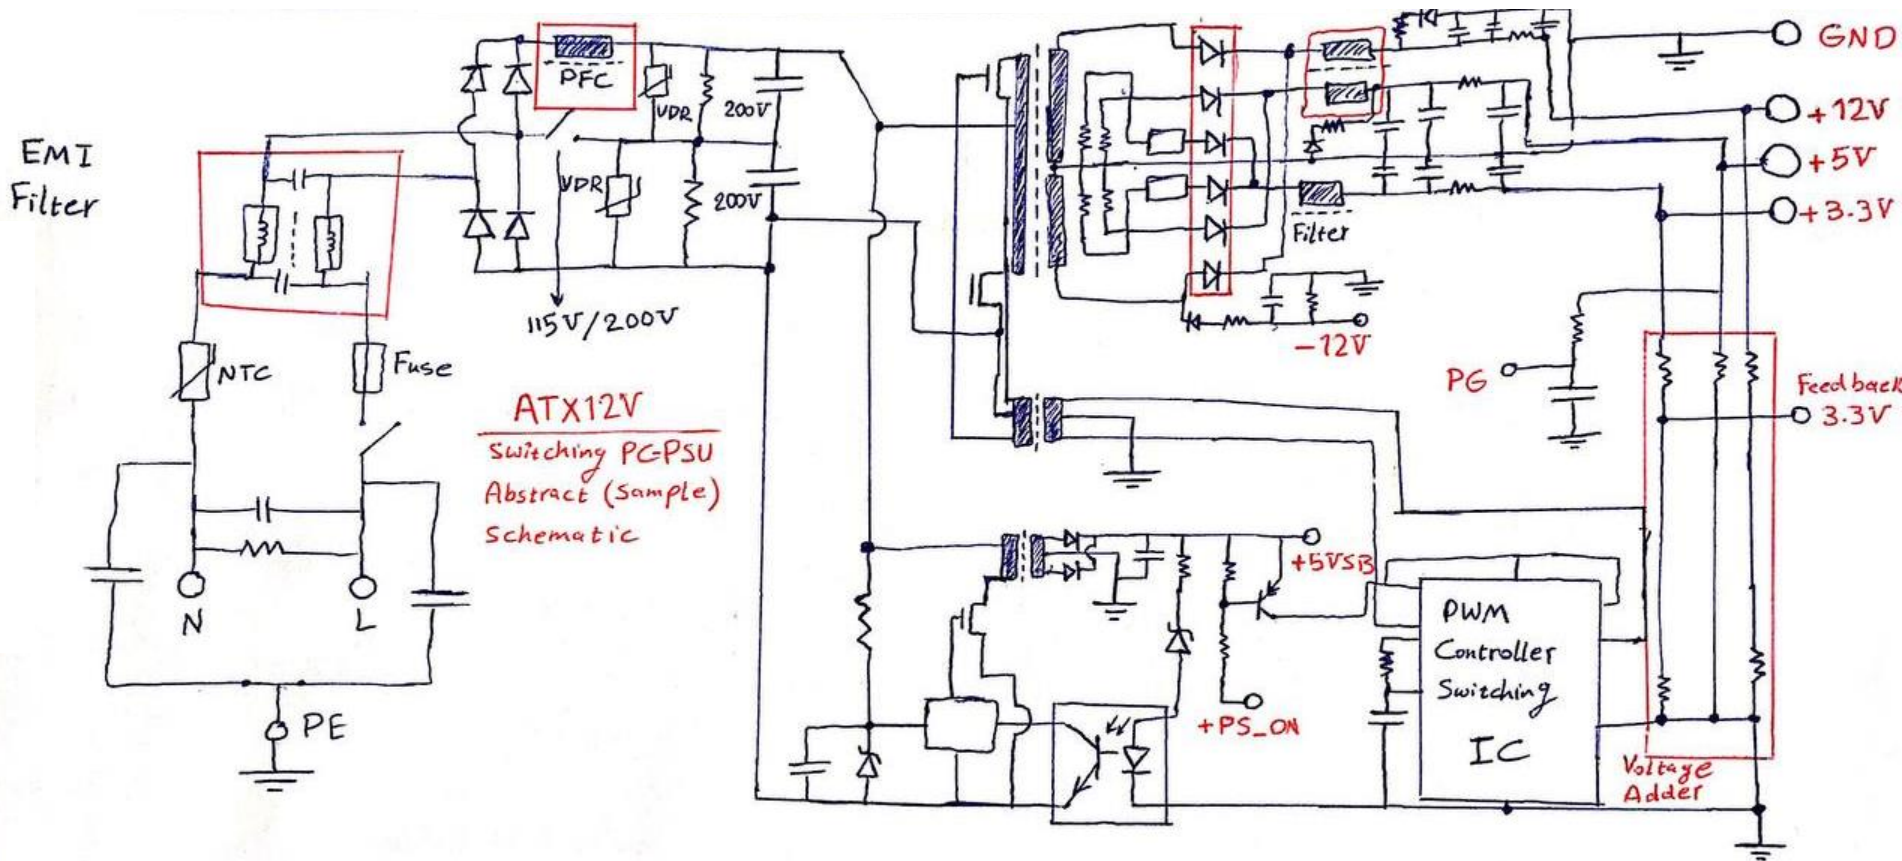 GND
+12V
+5V
+3.3V
EMI
Filter
PFC
VDR
200V
VDR
200V
Filter
115V/200V
-12V
NTC
Fuse
PG
Feedback
3.3V
ATX12V
Switching PC-PSU
Abstract (sample)
Schematic
+5VSB
N
L
PWM
Controller
Switching
IC
+PS_ON
PE
Voltage
Adder